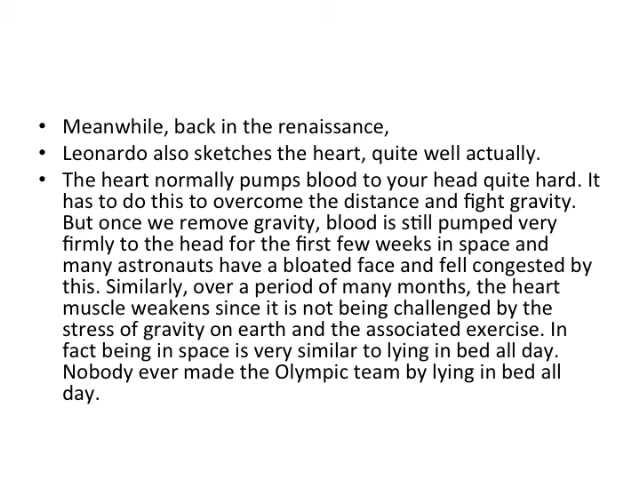 • Meanwhile, back in the renaissance,
• Leonardo also sketches the heart, quite well actually.
• The heart normally pumps blood to your head quite hard. It
has to do this to overcome the distance and fight gravity.
But once we remove gravity, blood is still pumped very
firmly to the head for the first few weeks in space and
many astronauts have a bloated face and fell congested by
this. Similarly, over a period of many months, the heart
muscle weakens since it is not being challenged by the
stress of gravity on earth and the associated exercise. In
fact being in space is very similar to lying in bed all day.
Nobody ever made the Olympic team by lying in bed all
day.